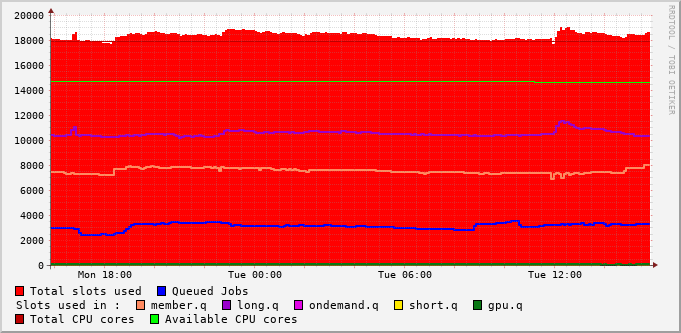 20000
18000
16000
14000
12000
10000
8000
6000
4000
2000
0
Mon 18:00 Tue 00:00 Tue 06:00 Tue 12:00
RRDTOOL / TOBI OETIKER
Total slots used Queued Jobs
Slots used in : member.q long.q ondemand.q short.q gpu.q
Total CPU cores Available CPU cores